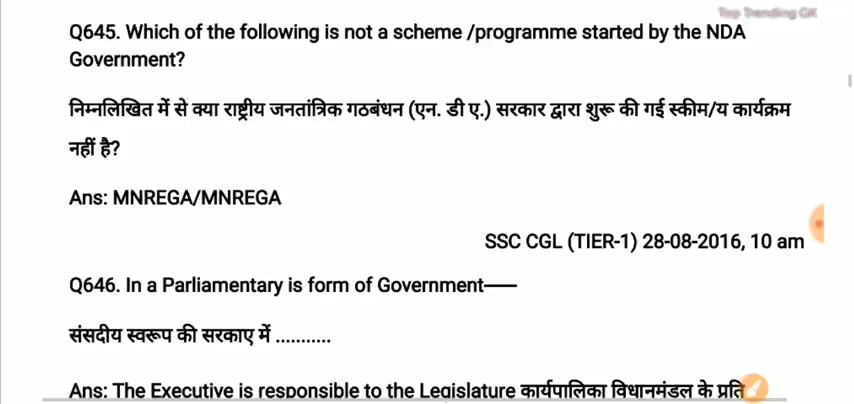 Top Trending GK
Q645. Which of the following is not a scheme /programme started by the NDA
Government?
निम्नलिखित में से क्या राष्ट्रीय जनतांत्रिक गठबंधन (एन. डी ए.) सरकार द्वारा शुरू की गई स्कीम/य कार्यक्रम
नहीं है?
Ans: MNREGA/MNREGA
SSC CGL (TIER-1) 28-08-2016, 10 am
Q646. In a Parliamentary is form of Government——
संसदीय स्वरूप की सरकाए में ...........
Ans: The Executive is responsible to the Legislature कार्यपालिका विधानमंडल के प्रति